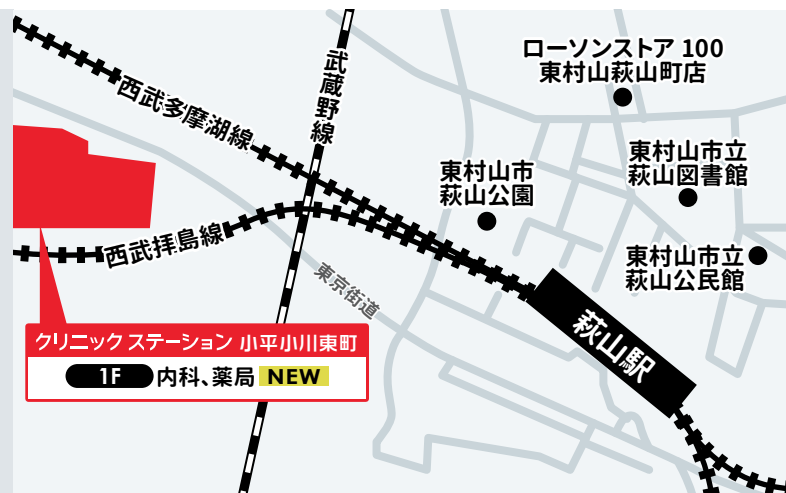 ローソンストア 100
東村山萩山町店
武蔵野線
西武多摩湖線
東村山市立
萩山図書館
東村山市
萩山公園
西武拝島線
東村山市立
萩山公民館
東京街道
萩山駅
クリニック ステーション 小平小川東町
1F 内科、薬局 NEW